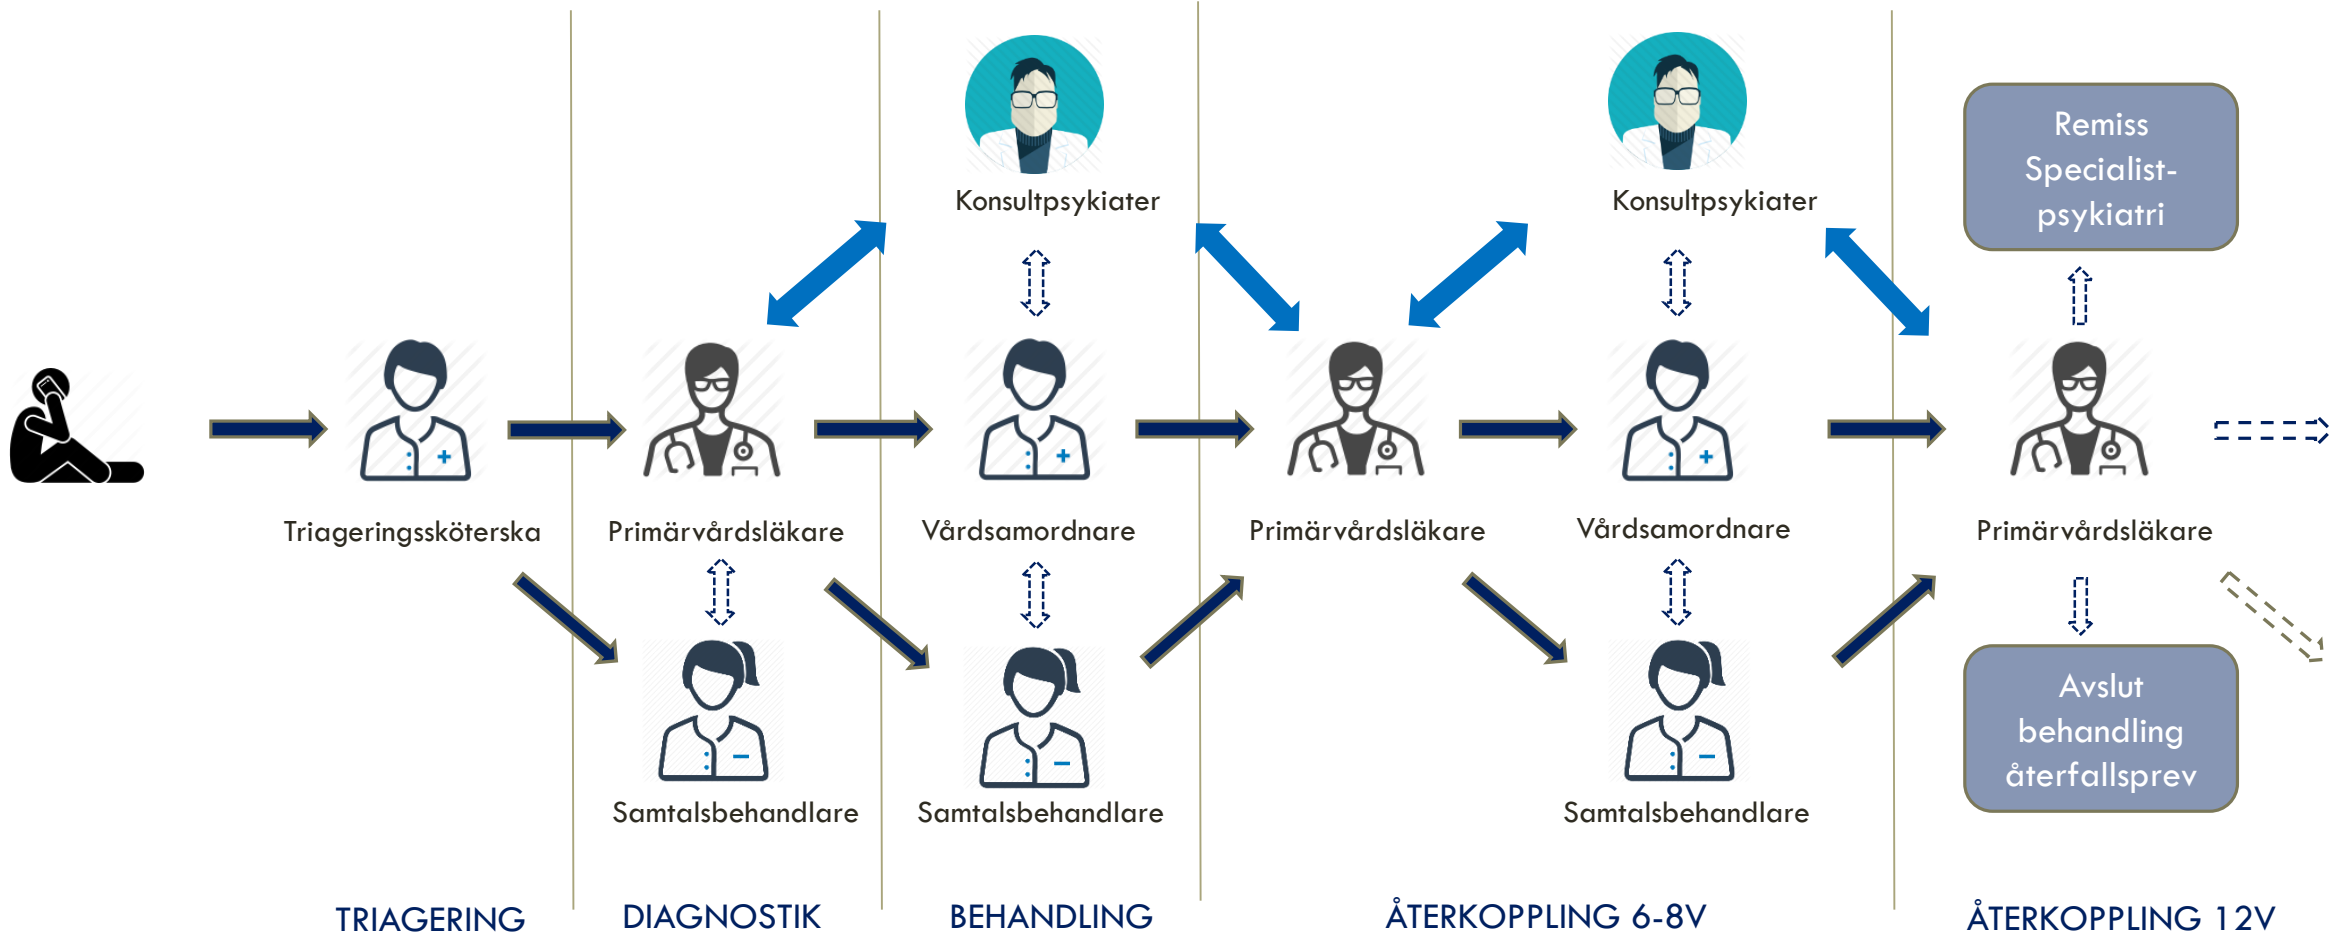 Konsultpsykiater
Konsultpsykiater
Remiss
Specialist-
psykiatri
Triageringssköterska
Primärvårdsläkare
Vårdsamordnare
Primärvårdsläkare
Vårdsamordnare
Primärvårdsläkare
Samtalsbehandlare
Samtalsbehandlare
Samtalsbehandlare
Avslut
behandling
återfallsprev
TRIAGERING
DIAGNOSTIK
BEHANDLING
ÅTERKOPPLING 6-8V
ÅTERKOPPLING 12V